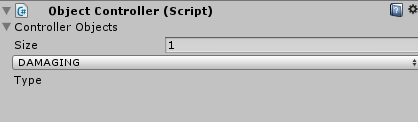 Object Controller (Script)
Controller Objects
Size 1
DAMAGING
Type